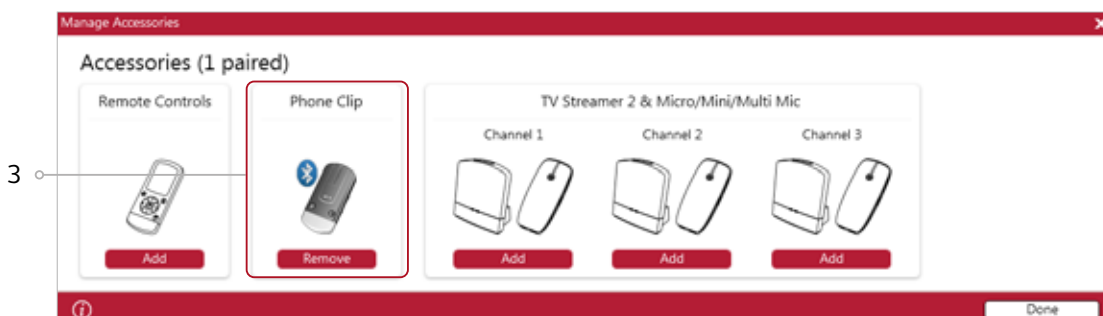 Manage Accessories
Accessories (1 paired)
Remote Controls
Phone Clip
TV Streamer 2 & Micro/Mini/Multi Mic
Channel 1
Channel 2
Channel 3
3
Add
Remove
Add
Add
Add
Done